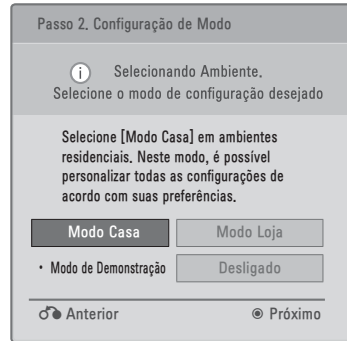 Passo 2. Configuração de Modo
i Selecionando Ambiente.
Selecione o modo de configuração desejado
Selecione [Modo Casa] em ambientes
residenciais. Neste modo, é possível
personalizar todas as configurações de
acordo com suas preferências.
Modo Casa Modo Loja
• Modo de Demonstração Desligado
Anterior Próximo